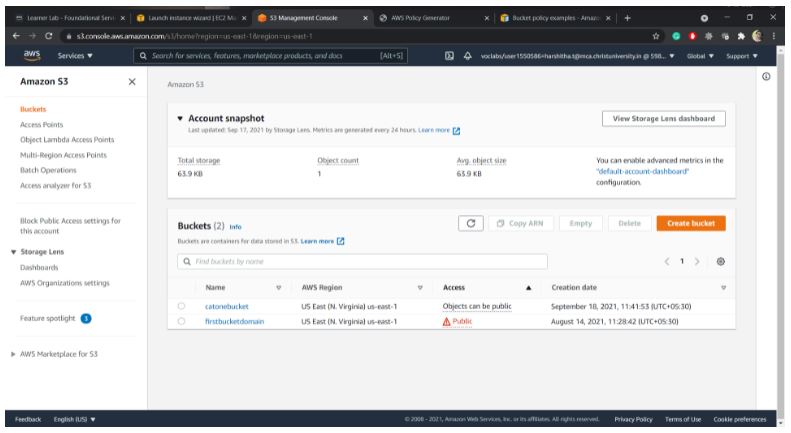 Learner Lab - Foundational Servi
Launch instance wizard | EC2 Ma
S3 Management Console
AWS Policy Generator
Bucket policy examples - Amazo
s3.console.aws.amazon.com/s3/home?region=us-east-1&region=us-east-1
aws
Services ▼
Search for services, features, marketplace products, and docs
[Alt+S]
voclabs/user1550586=harshitha.t@mca.christuniversity.in @ 598... ▼
Global ▼
Support ▼
Amazon S3
Buckets
Access Points
Object Lambda Access Points
Multi-Region Access Points
Batch Operations
Access analyzer for S3
Block Public Access settings for
this account
Storage Lens
Dashboards
AWS Organizations settings
Feature spotlight 3
AWS Marketplace for S3
Amazon S3
Account snapshot
Last updated: Sep 17, 2021 by Storage Lens. Metrics are generated every 24 hours. Learn more
View Storage Lens dashboard
Total storage
63.9 KB
Object count
1
Avg. object size
63.9 KB
You can enable advanced metrics in the
"default-account-dashboard"
configuration.
Buckets (2) Info
Buckets are containers for data stored in S3. Learn more
Copy ARN
Empty
Delete
Create bucket
Find buckets by name
1
Name AWS Region Access Creation date
catonebucket US East (N. Virginia) us-east-1 Objects can be public September 18, 2021, 11:41:53 (UTC+05:30)
firstbucketdomain US East (N. Virginia) us-east-1 Public August 14, 2021, 11:28:42 (UTC+05:30)
Feedback English (US) ▼ © 2008 - 2021, Amazon Web Services, Inc. or its affiliates. All rights reserved. Privacy Policy Terms of Use Cookie preferences